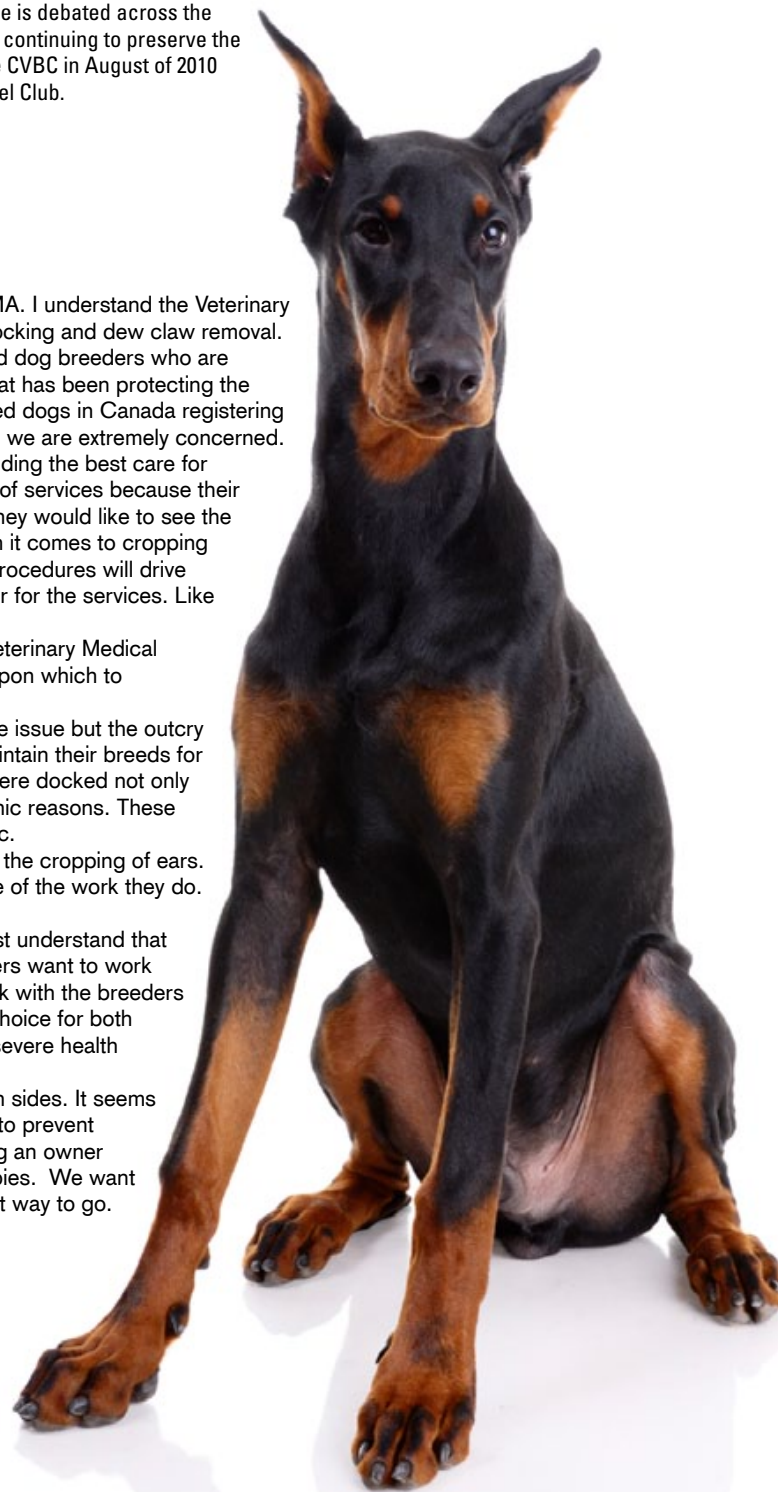 e is debated across the
continuing to preserve the
CVBC in August of 2010
el Club.
MA. I understand the Veterinary
ocking and dew claw removal.
d dog breeders who are
at has been protecting the
ed dogs in Canada registering
we are extremely concerned.
ding the best care for
of services because their
hey would like to see the
n it comes to cropping
procedures will drive
r for the services. Like
eterinary Medical
upon which to
e issue but the outcry
intain their breeds for
ere docked not only
nic reasons. These
c.
the cropping of ears.
e of the work they do.
st understand that
ers want to work
k with the breeders
hoice for both
severe health
n sides. It seems
to prevent
g an owner
pies. We want
t way to go.